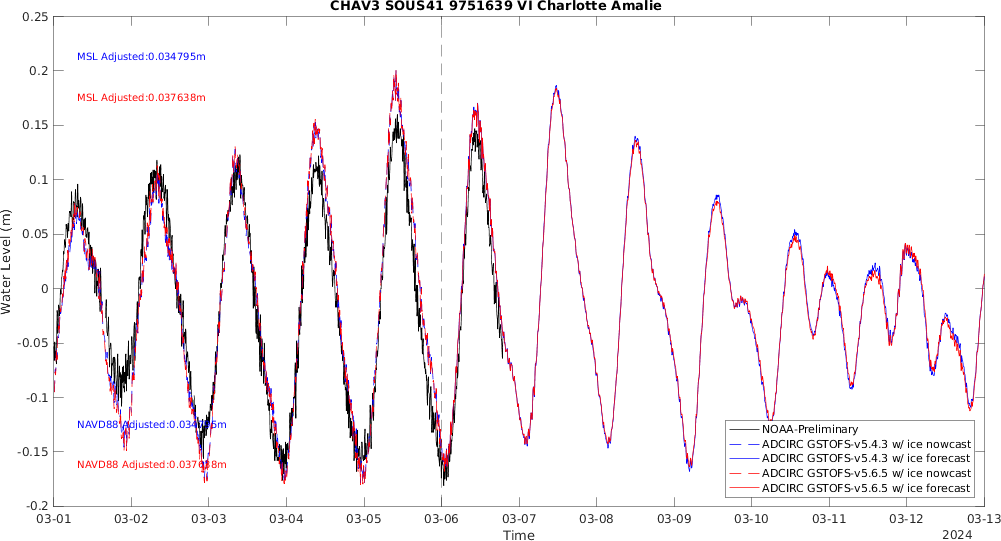 CHAV3 SOUS41 9751639 VI Charlotte Amalie
0.25
0.2
0.15
0.1
0.05
0
-0.05
-0.1
-0.15
-0.2
Water Level (m)
MSL Adjusted:0.034795m
MSL Adjusted:0.037638m
NAVD88 Adjusted:0.034795m
NAVD88 Adjusted:0.037638m
NOAA-Preliminary
ADCIRC GSTOFS-v5.4.3 w/ ice nowcast
ADCIRC GSTOFS-v5.4.3 w/ ice forecast
ADCIRC GSTOFS-v5.6.5 w/ ice nowcast
ADCIRC GSTOFS-v5.6.5 w/ ice forecast
03-01 03-02 03-03 03-04 03-05 03-06 03-07 03-08 03-09 03-10 03-11 03-12 03-13
Time
2024